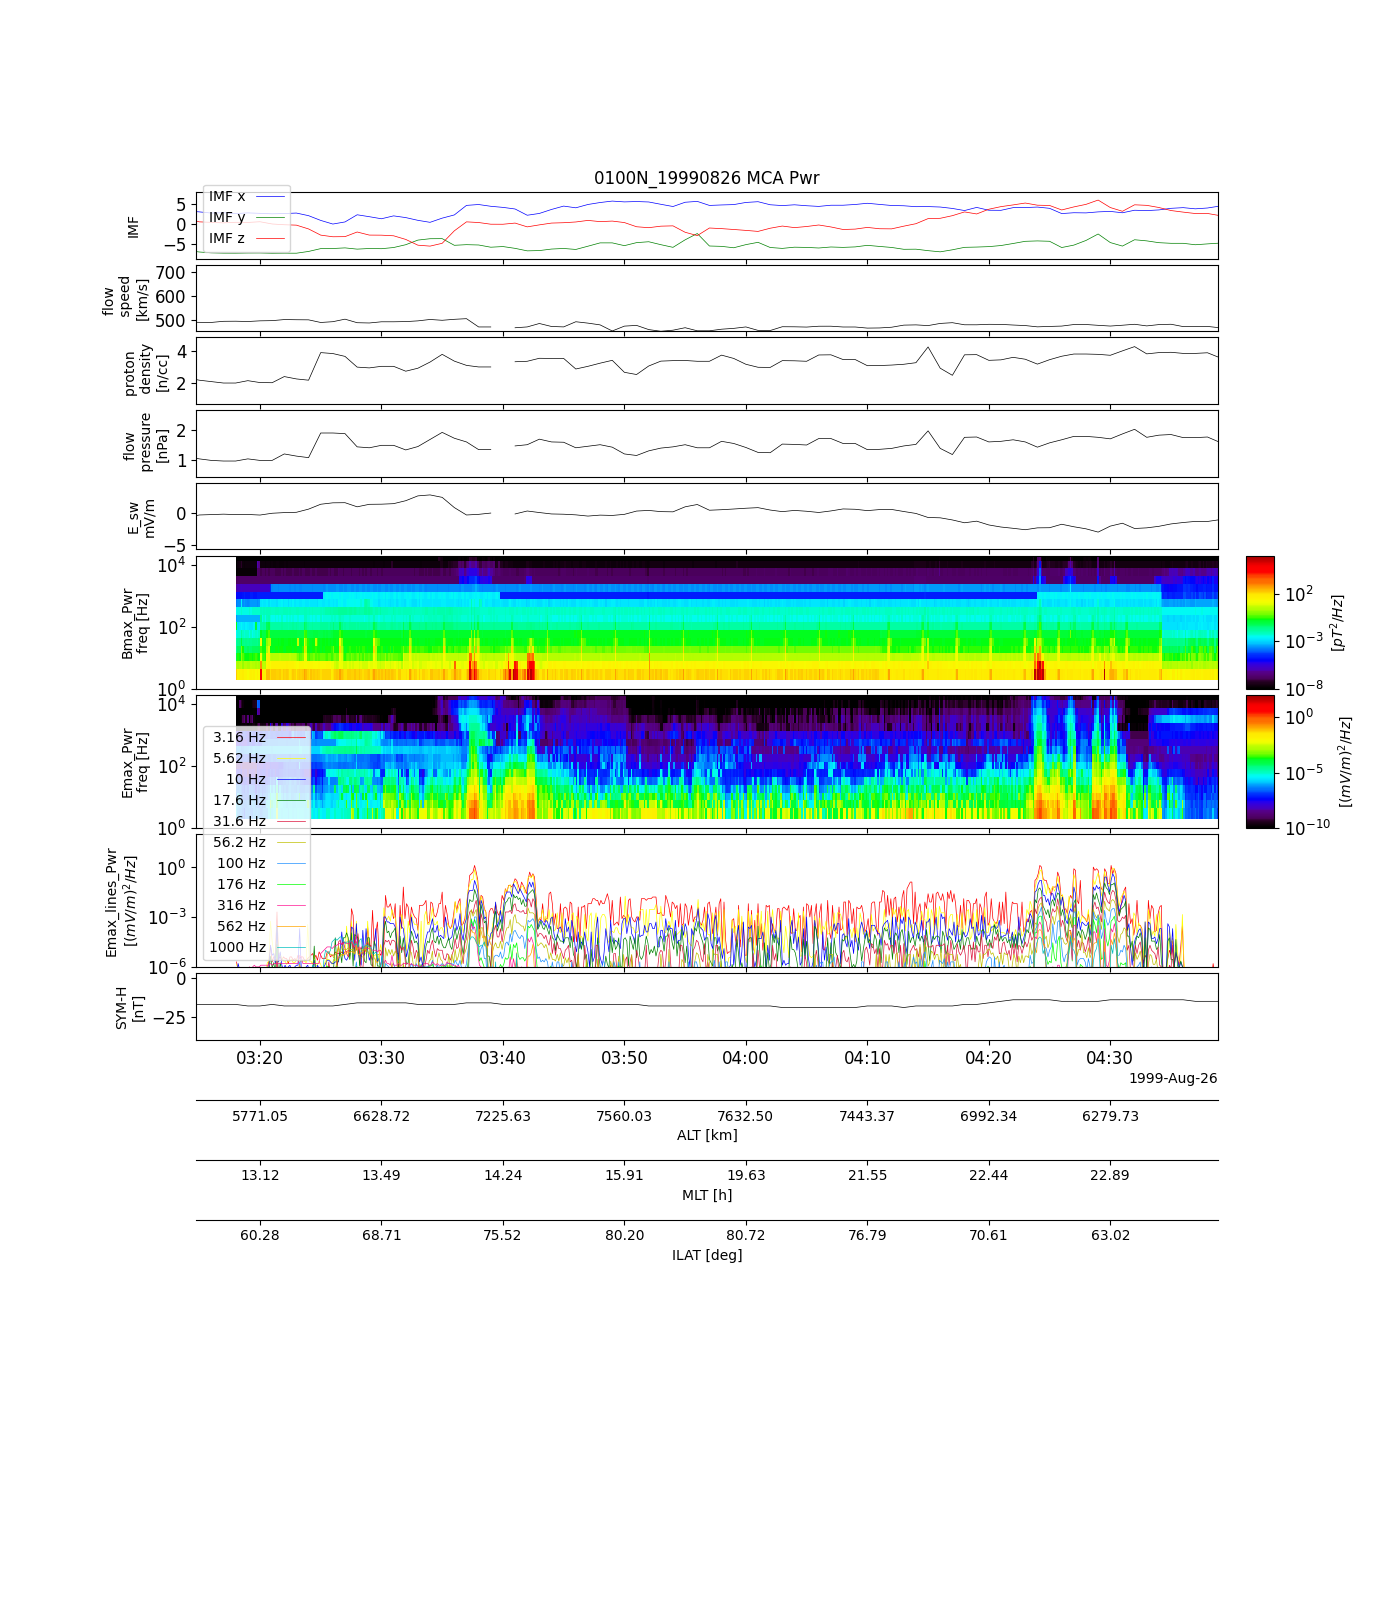 0100N_19990826 MCA Pwr
IMF x
IMF y
IMF z
5
0
−5
IMF
700
600
500
flow
speed
[km/s]
4
2
proton
density
[n/cc]
2
1
flow
pressure
[nPa]
0
−5
E_sw
mV/m
10^4
10^2
10^0
Bmax_Pwr
freq [Hz]
10^2
10^−3
10^−8
[pT^2/Hz]
10^4
10^2
10^0
Emax_Pwr
freq [Hz]
10^0
10^−5
10^−10
[(mV/m)^2/Hz]
3.16 Hz
5.62 Hz
10 Hz
17.6 Hz
31.6 Hz
56.2 Hz
100 Hz
176 Hz
316 Hz
562 Hz
1000 Hz
10^0
10^−3
10^−6
Emax_lines_Pwr
[(mV/m)^2/Hz]
0
−25
SYM-H
[nT]
03:20 03:30 03:40 03:50 04:00 04:10 04:20 04:30
1999-Aug-26
5771.05 6628.72 7225.63 7560.03 7632.50 7443.37 6992.34 6279.73
ALT [km]
13.12 13.49 14.24 15.91 19.63 21.55 22.44 22.89
MLT [h]
60.28 68.71 75.52 80.20 80.72 76.79 70.61 63.02
ILAT [deg]